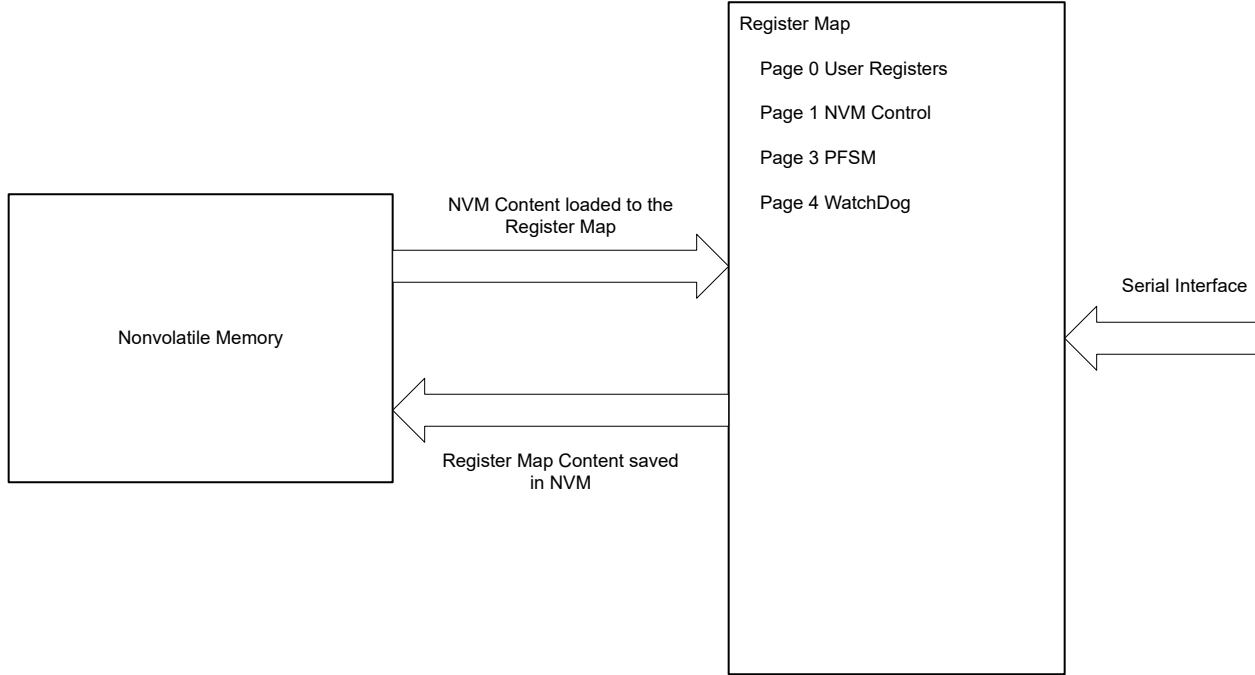 Register Map
Page 0 User Registers
Page 1 NVM Control
Page 3 PFSM
Page 4 WatchDog
NVM Content loaded to the
Register Map
Serial Interface
Nonvolatile Memory
Register Map Content saved
in NVM